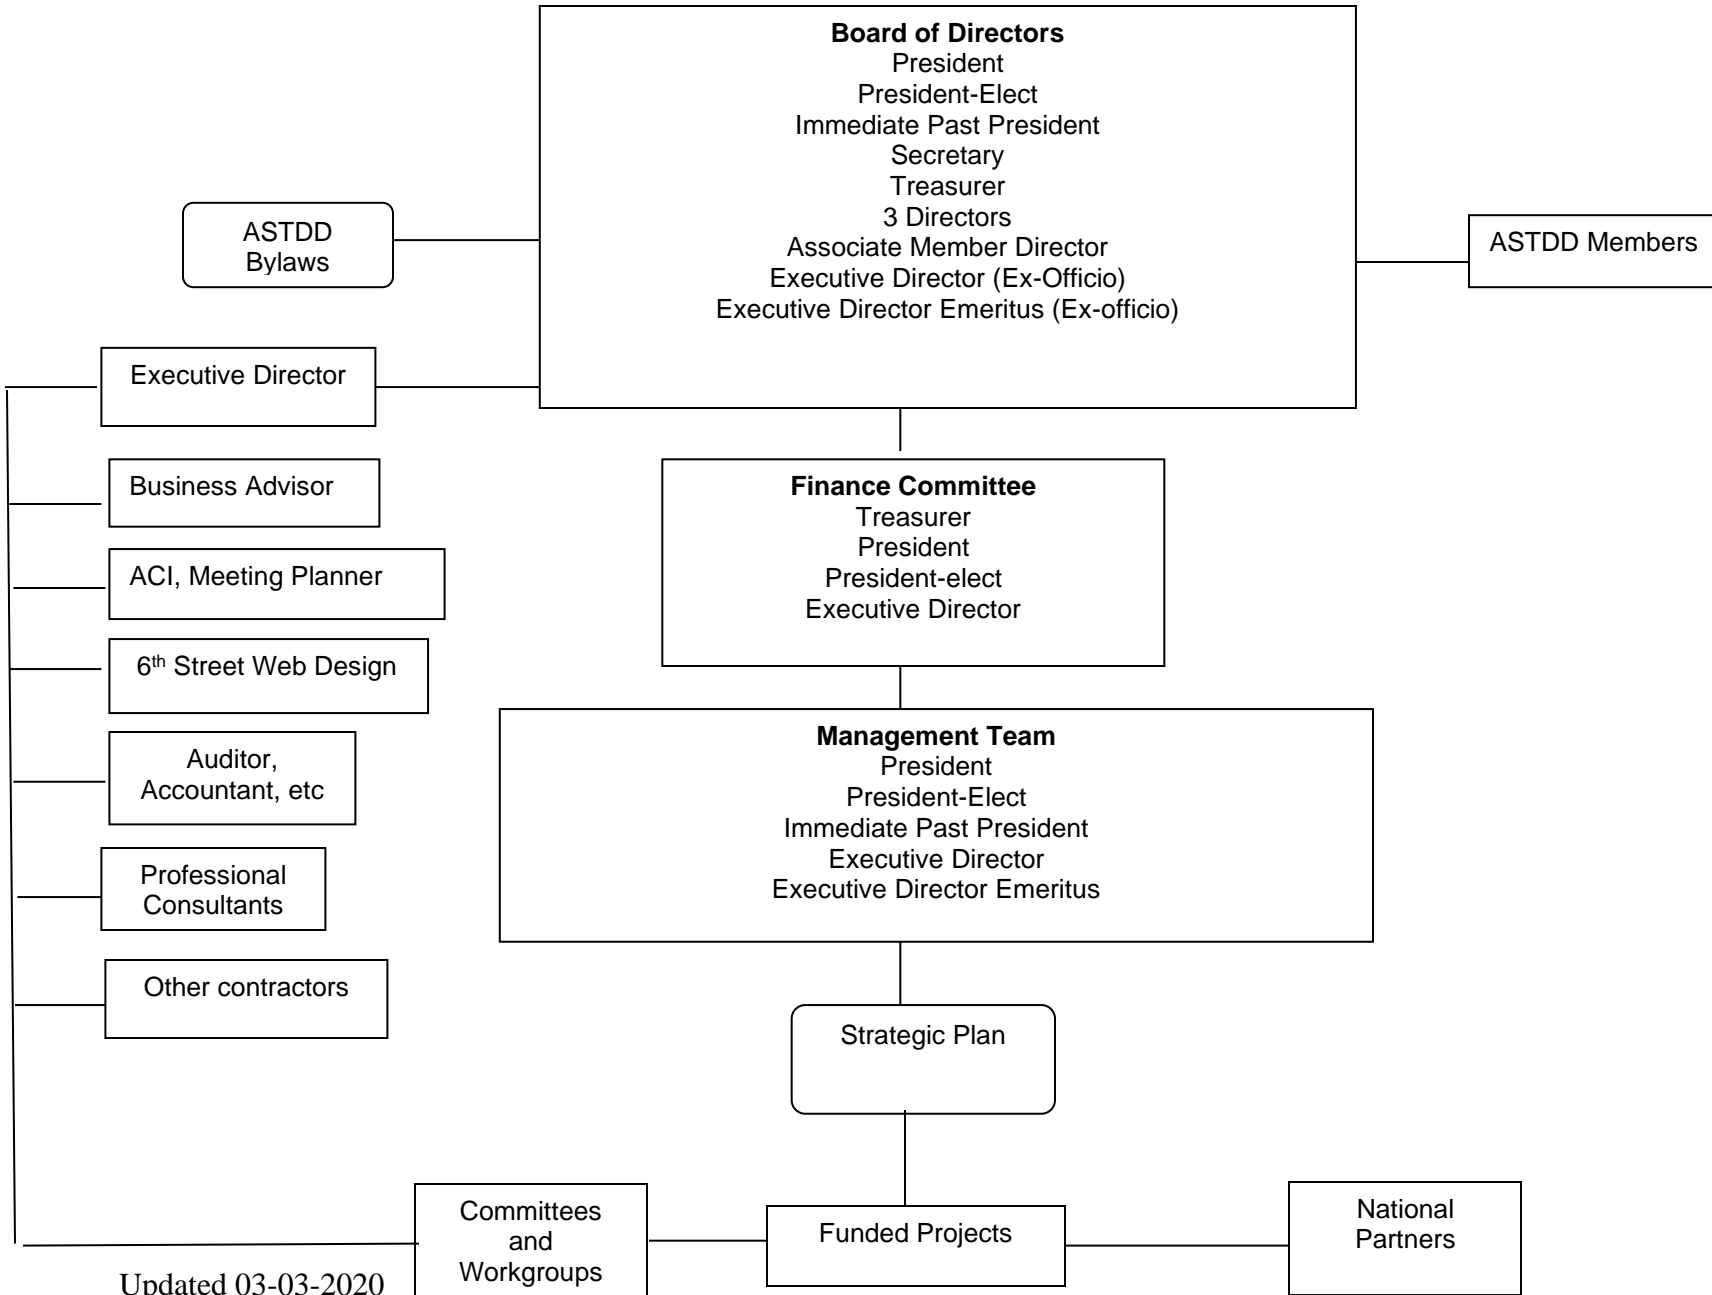 Board of Directors
President
President-Elect
Immediate Past President
Secretary
Treasurer
3 Directors
Associate Member Director
Executive Director (Ex-Officio)
Executive Director Emeritus (Ex-officio)
ASTDD
Bylaws
ASTDD Members
Executive Director
Business Advisor
ACI, Meeting Planner
6th Street Web Design
Auditor,
Accountant, etc
Professional
Consultants
Other contractors
Finance Committee
Treasurer
President
President-elect
Executive Director
Management Team
President
President-Elect
Immediate Past President
Executive Director
Executive Director Emeritus
Strategic Plan
Committees
and
Workgroups
Funded Projects
National
Partners
Updated 03-03-2020